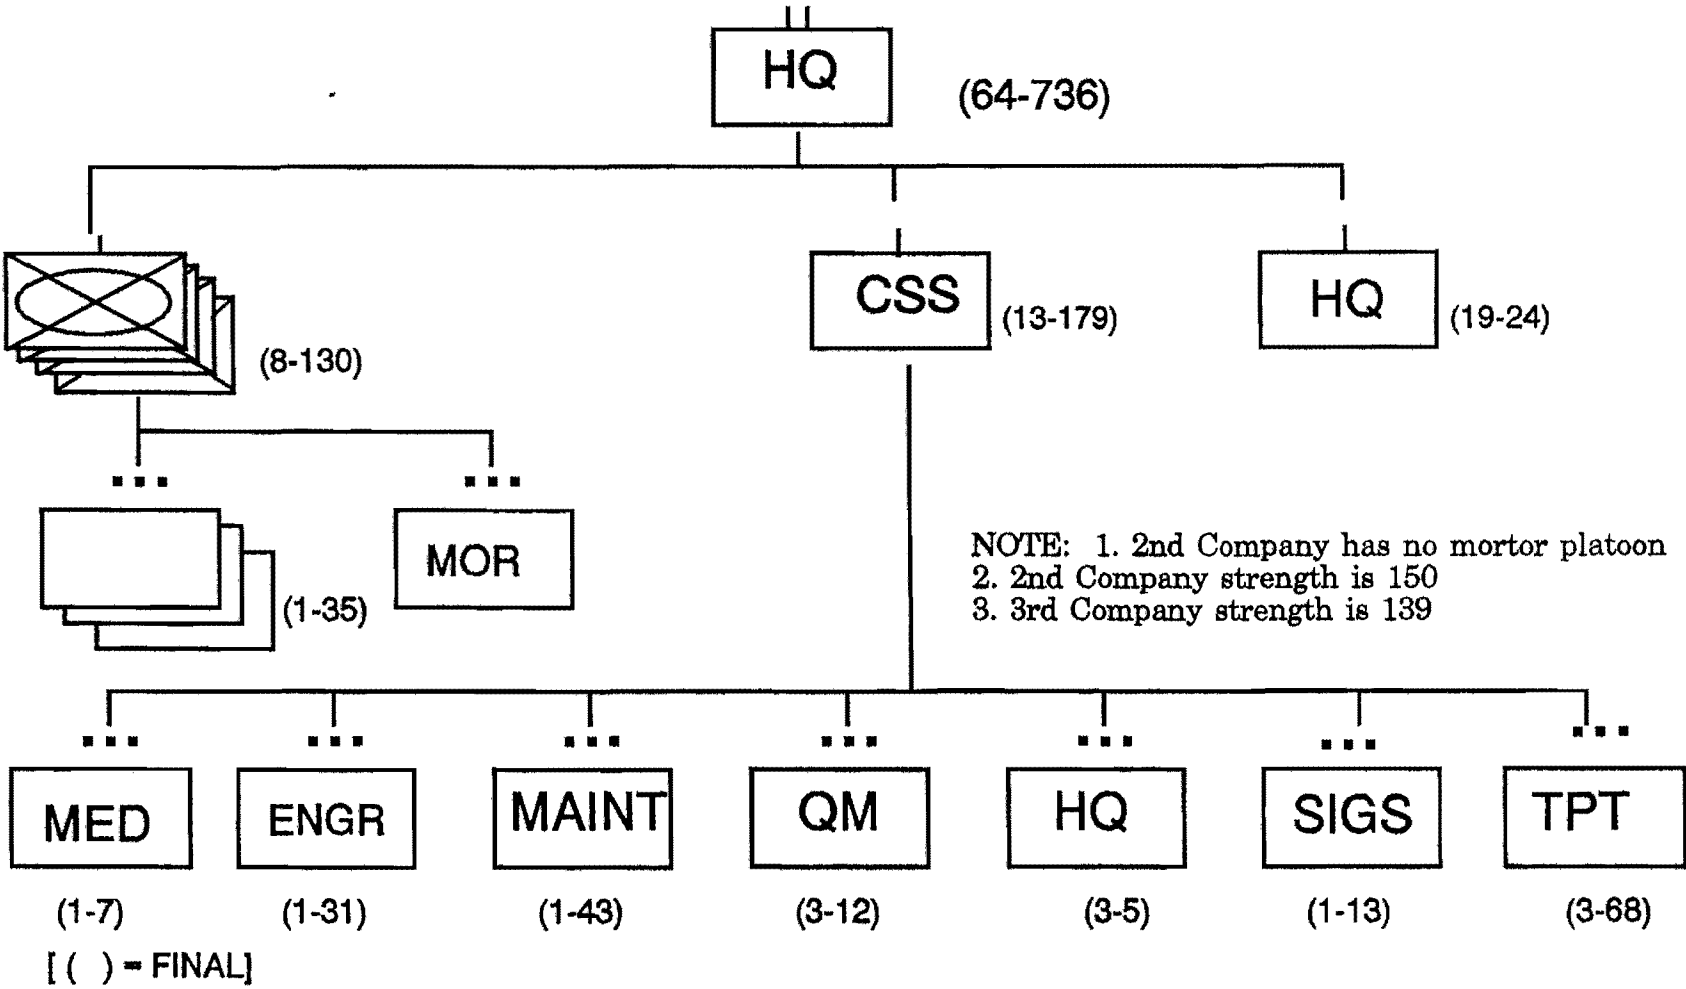 HQ
(64-736)
CSS
(13-179)
HQ
(19-24)
(8-130)
MOR
(1-35)
NOTE: 1. 2nd Company has no mortor platoon
2. 2nd Company strength is 150
3. 3rd Company strength is 139
MED
ENGR
MAINT
QM
HQ
SIGS
TPT
(1-7)
(1-31)
(1-43)
(3-12)
(3-5)
(1-13)
(3-68)
[ ( ) = FINAL]